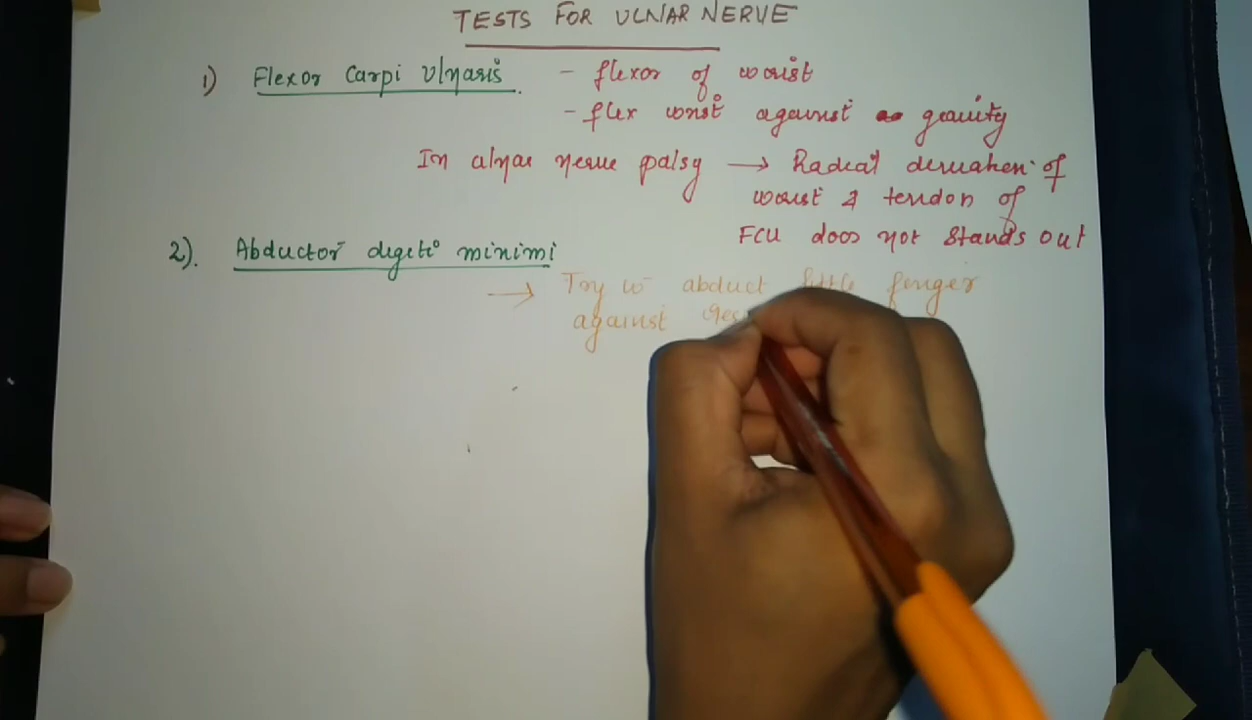 TESTS FOR ULNAR NERVE
1) Flexor Carpi Ulnaris - flexor of wrist
- flex wrist against gravity
In ulnar nerve palsy → Radial deviation of
wrist & tendon of
FCU does not stands out
2). Abductor digiti minimi
→ Try to abduct little finger
against